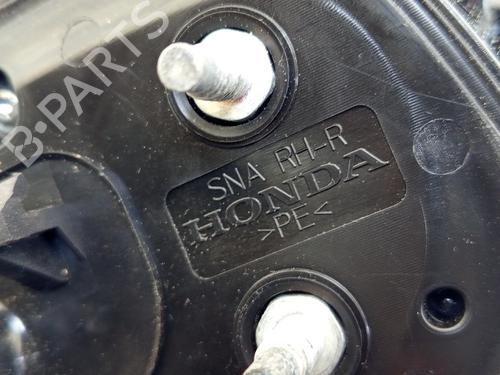 B-PARTS
SNA RH-R
HONDA
>PE<